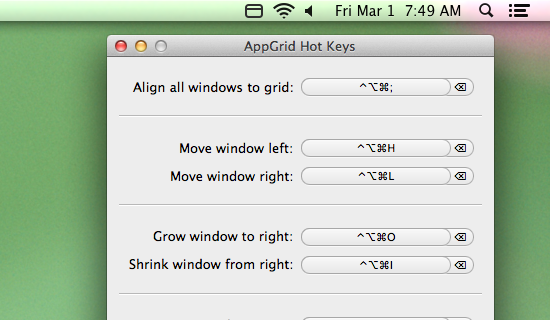 Fri Mar 1 7:49 AM
AppGrid Hot Keys
Align all windows to grid: ^⌥⌘;
Move window left: ^⌥⌘H
Move window right: ^⌥⌘L
Grow window to right: ^⌥⌘O
Shrink window from right: ^⌥⌘I